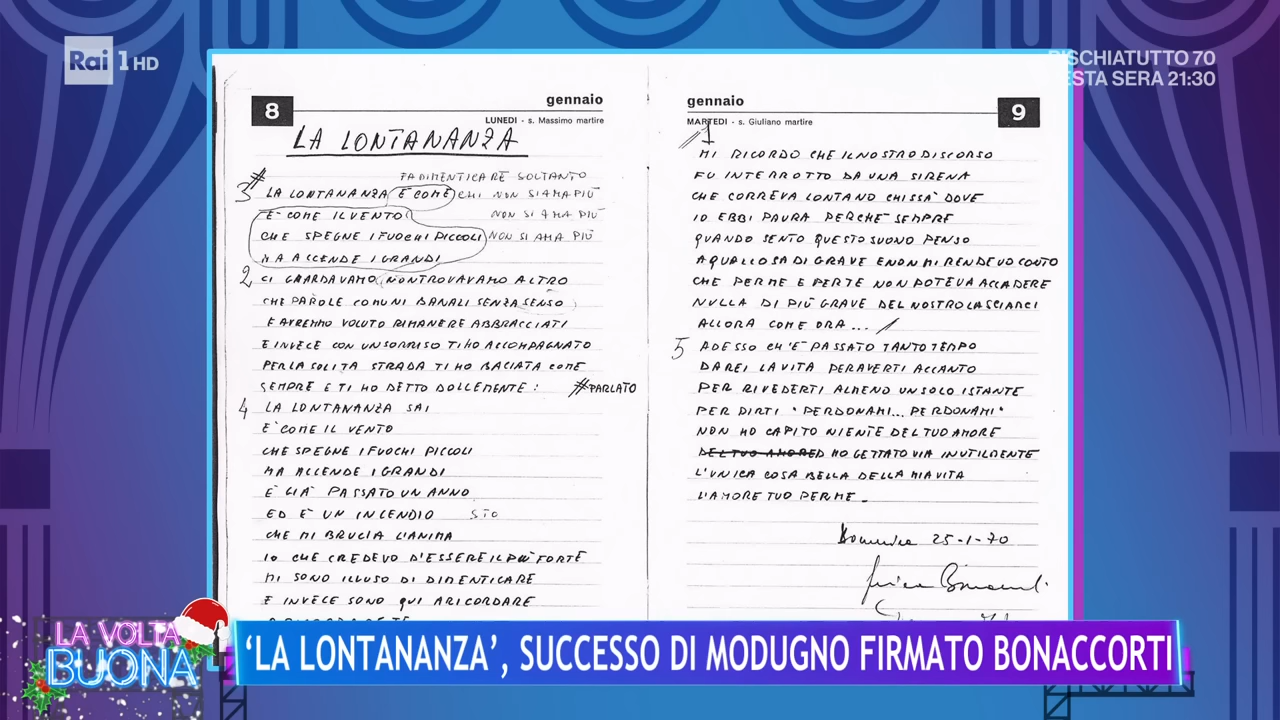 Rai 1 HD
RISCHIATUTTO 70
QUESTA SERA 21:30
8
gennaio
LUNEDI - s. Massimo martire
LA LONTANANZA
FA DIMENTICARE SOLTANTO
3 LA LONTANANZA E' COME CHI NON SI AMA PIÙ
E' COME IL VENTO NON SI AMA PIÙ
CHE SPEGNE I FUOCHI PICCOLI NON SI AMA PIÙ
MA ACCENDE I GRANDI
2 CI GUARDAVAMO NON TROVAVAMO ALTRO
CHE PAROLE COMUNI BANALI SENZA SENSO
E AVREMMO VOLUTO RIMANERE ABBRACCIATI
E INVECE CON UN SORRISO TI HO ACCOMPAGNATO
PER LA SOLITA STRADA TI HO BACIATA COME
SEMPRE E TI HO DETTO DOLCEMENTE: # PARLATO
4 LA LONTANANZA SAI
E' COME IL VENTO
CHE SPEGNE I FUOCHI PICCOLI
MA ACCENDE I GRANDI
E' GIA' PASSATO UN ANNO
ED E' UN INCENDIO STO
CHE MI BRUCIA L'ANIMA
IO CHE CREDEVO D'ESSERE IL PIÙ FORTE
MI SONO ILLUSO DI DIMENTICARE
E INVECE SONO QUI A RICORDARE
gennaio
9
MARTEDI - s. Giuliano martire
1
MI RICORDO CHE IL NOSTRO DISCORSO
FU INTERROTTO DA UNA SIRENA
CHE CORREVA LONTANO CHISSÀ DOVE
IO EBBI PAURA PERCHE' SEMPRE
QUANDO SENTO QUESTO SUONO PENSO
A QUALCOSA DI GRAVE E NON MI RENDEVO CONTO
CHE PER ME E PER TE NON POTEVA ACCADERE
NULLA DI PIÙ GRAVE DEL NOSTRO LASCIARCI
ALLORA COME ORA... /
5 ADESSO CH'E' PASSATO TANTO TEMPO
DAREI LA VITA PER AVERTI ACCANTO
PER RIVEDERTI ALMENO UN SOLO ISTANTE
PER DIRTI "PERDONAMI... PERDONAMI"
NON HO CAPITO NIENTE DEL TUO AMORE
DEL TUO AMORE D HO GETTATO VIA INUTILMENTE
L'UNICA COSA BELLA DELLA MIA VITA
L'AMORE TUO PER ME.
Domenica 25-1-70
LA VOLTA BUONA
'LA LONTANANZA', SUCCESSO DI MODUGNO FIRMATO BONACCORTI